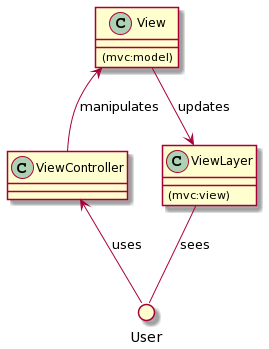 C View
(mvc:model)
manipulates
updates
C ViewController
C ViewLayer
(mvc:view)
uses
sees
User